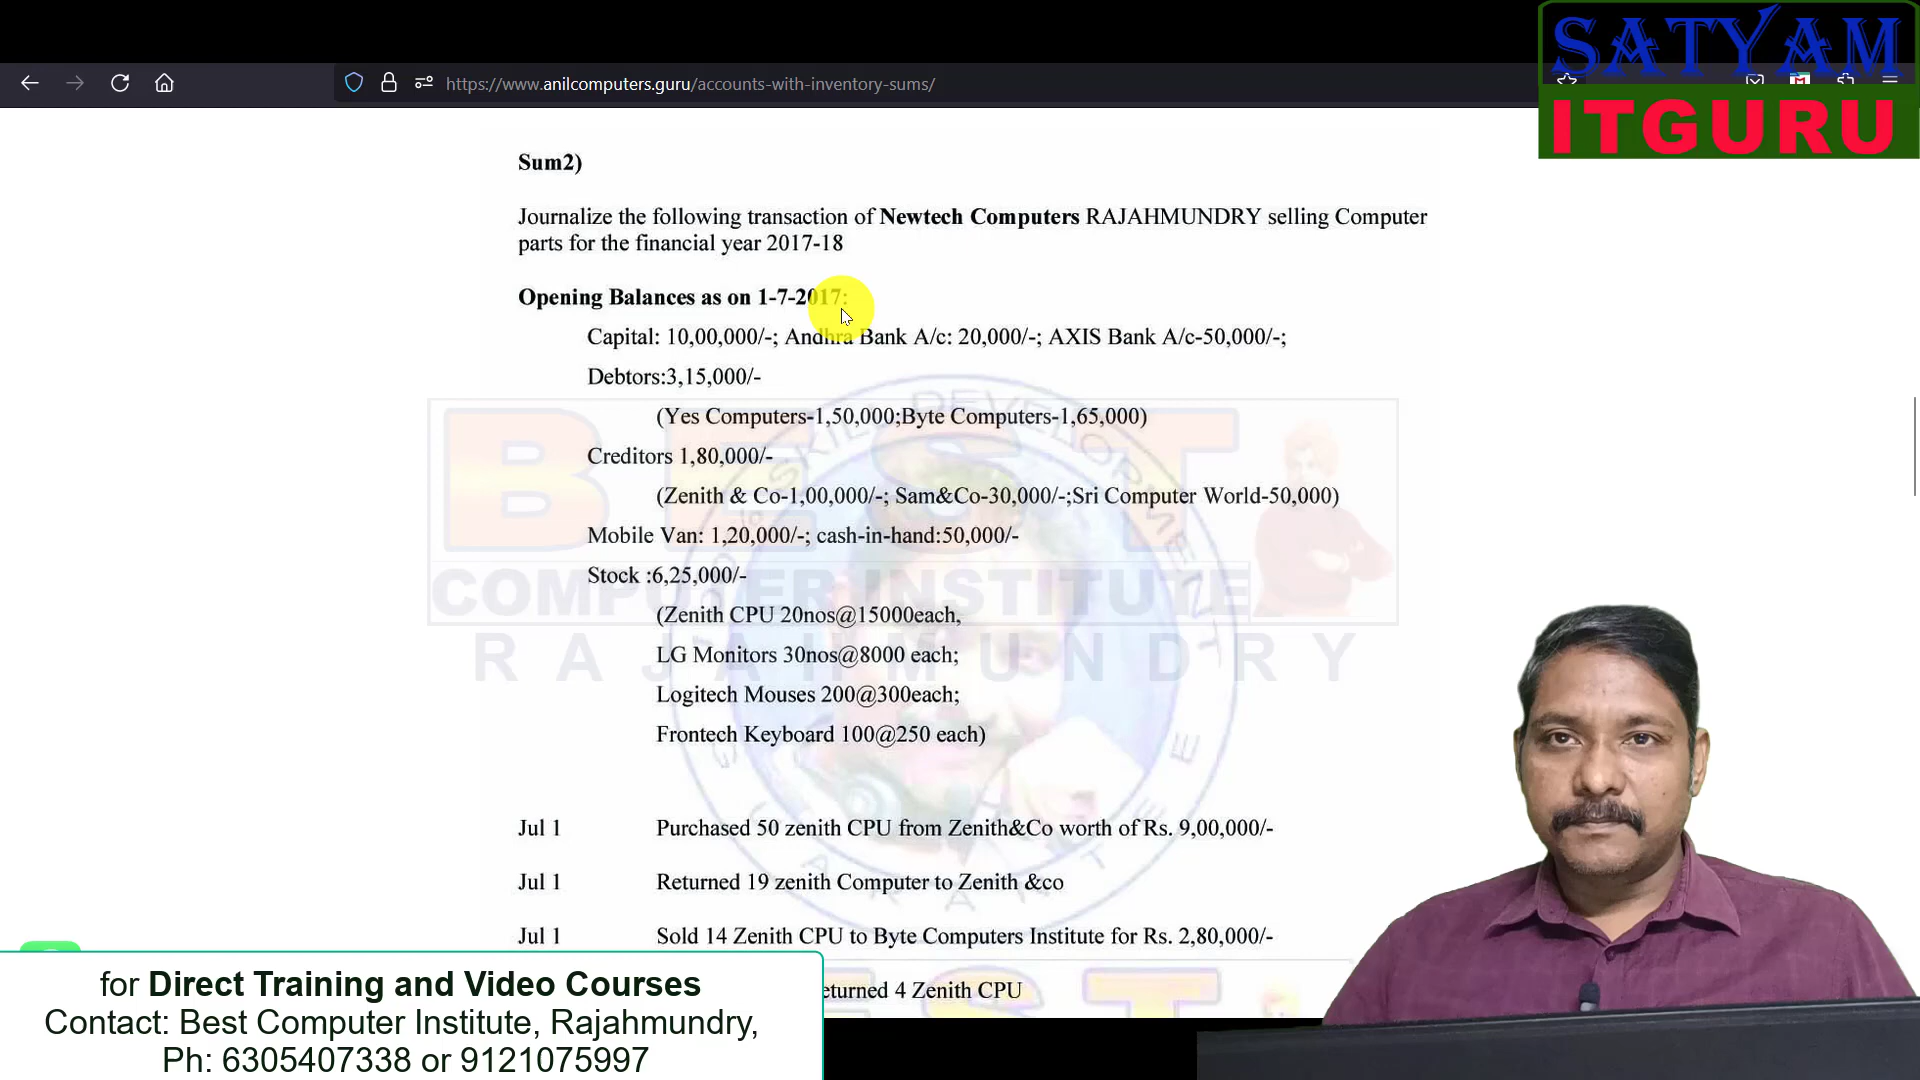 SATYAM
ITGURU
https://www.anilcomputers.guru/accounts-with-inventory-sums/
Sum2)
Journalize the following transaction of Newtech Computers RAJAHMUNDRY selling Computer
parts for the financial year 2017-18
Opening Balances as on 1-7-2017:
Capital: 10,00,000/-; Andhra Bank A/c: 20,000/-; AXIS Bank A/c-50,000/-;
Debtors:3,15,000/-
(Yes Computers-1,50,000;Byte Computers-1,65,000)
Creditors 1,80,000/-
(Zenith & Co-1,00,000/-; Sam&Co-30,000/-;Sri Computer World-50,000)
Mobile Van: 1,20,000/-; cash-in-hand:50,000/-
Stock :6,25,000/-
(Zenith CPU 20nos@15000each,
LG Monitors 30nos@8000 each;
Logitech Mouses 200@300each;
Frontech Keyboard 100@250 each)
BEST
COMPUTER INSTITUTE
RAJAHMUNDRY
Jul 1 Purchased 50 zenith CPU from Zenith&Co worth of Rs. 9,00,000/-
Jul 1 Returned 19 zenith Computer to Zenith &co
Jul 1 Sold 14 Zenith CPU to Byte Computers Institute for Rs. 2,80,000/-
eturned 4 Zenith CPU
for Direct Training and Video Courses
Contact: Best Computer Institute, Rajahmundry,
Ph: 6305407338 or 9121075997